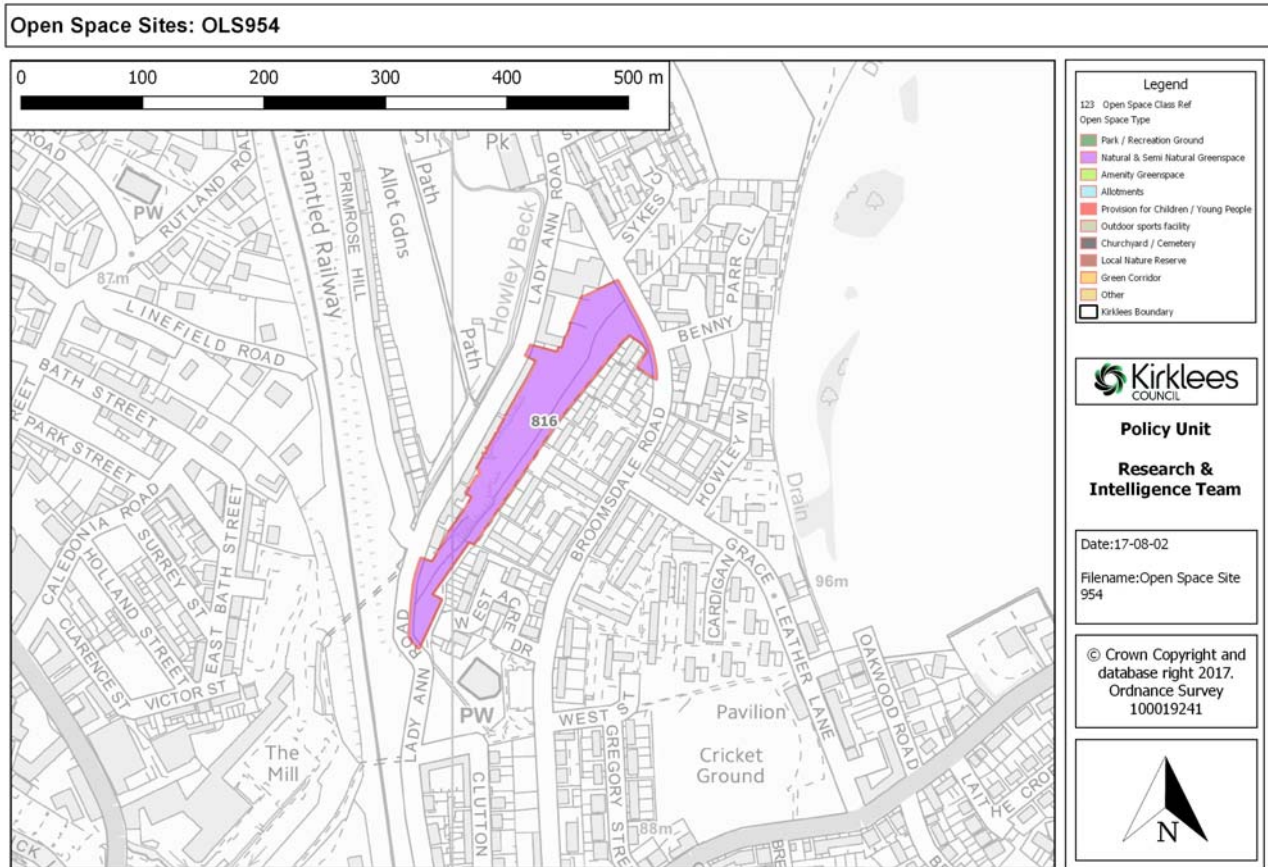 Open Space Sites: OLS954
0 100 200 300 400 500 m
Legend
123 Open Space Class Ref
Open Space Type
Park / Recreation Ground
Natural & Semi Natural Greenspace
Amenity Greenspace
Allotments
Provision for Children / Young People
Outdoor sports facility
Churchyard / Cemetery
Local Nature Reserve
Green Corridor
Other
Kirklees Boundary
Kirklees
COUNCIL
Policy Unit
Research &
Intelligence Team
Date:17-08-02
Filename:Open Space Site
954
© Crown Copyright and
database right 2017.
Ordnance Survey
100019241
N
ROAD
PW
RUTLAND ROAD
87m
Dismantled Railway
PRIMROSE HILL
Allot Gdns
Path
Pk
Howley Beck
LADY ANN ROAD
SYKES
Path
BENNY PARR CL
LINEFIELD ROAD
BATH STREET
PARK STREET
816
BROOMSDALE ROAD
HOWLEY W
Drain
CALEDONIA ROAD
SURREY ST
HOLLAND STREET
EAST BATH STREET
CLARENCE ST
VICTOR ST
GRACE LEATHER LANE
96m
CARDIGAN
WEST ACRE DR
LADY ANN ROAD
PW
WEST ST
GREGORY STRE
Pavilion
Cricket
Ground
OAKWOOD ROAD
The
Mill
CLUTTON
88m
LAITHE CROF